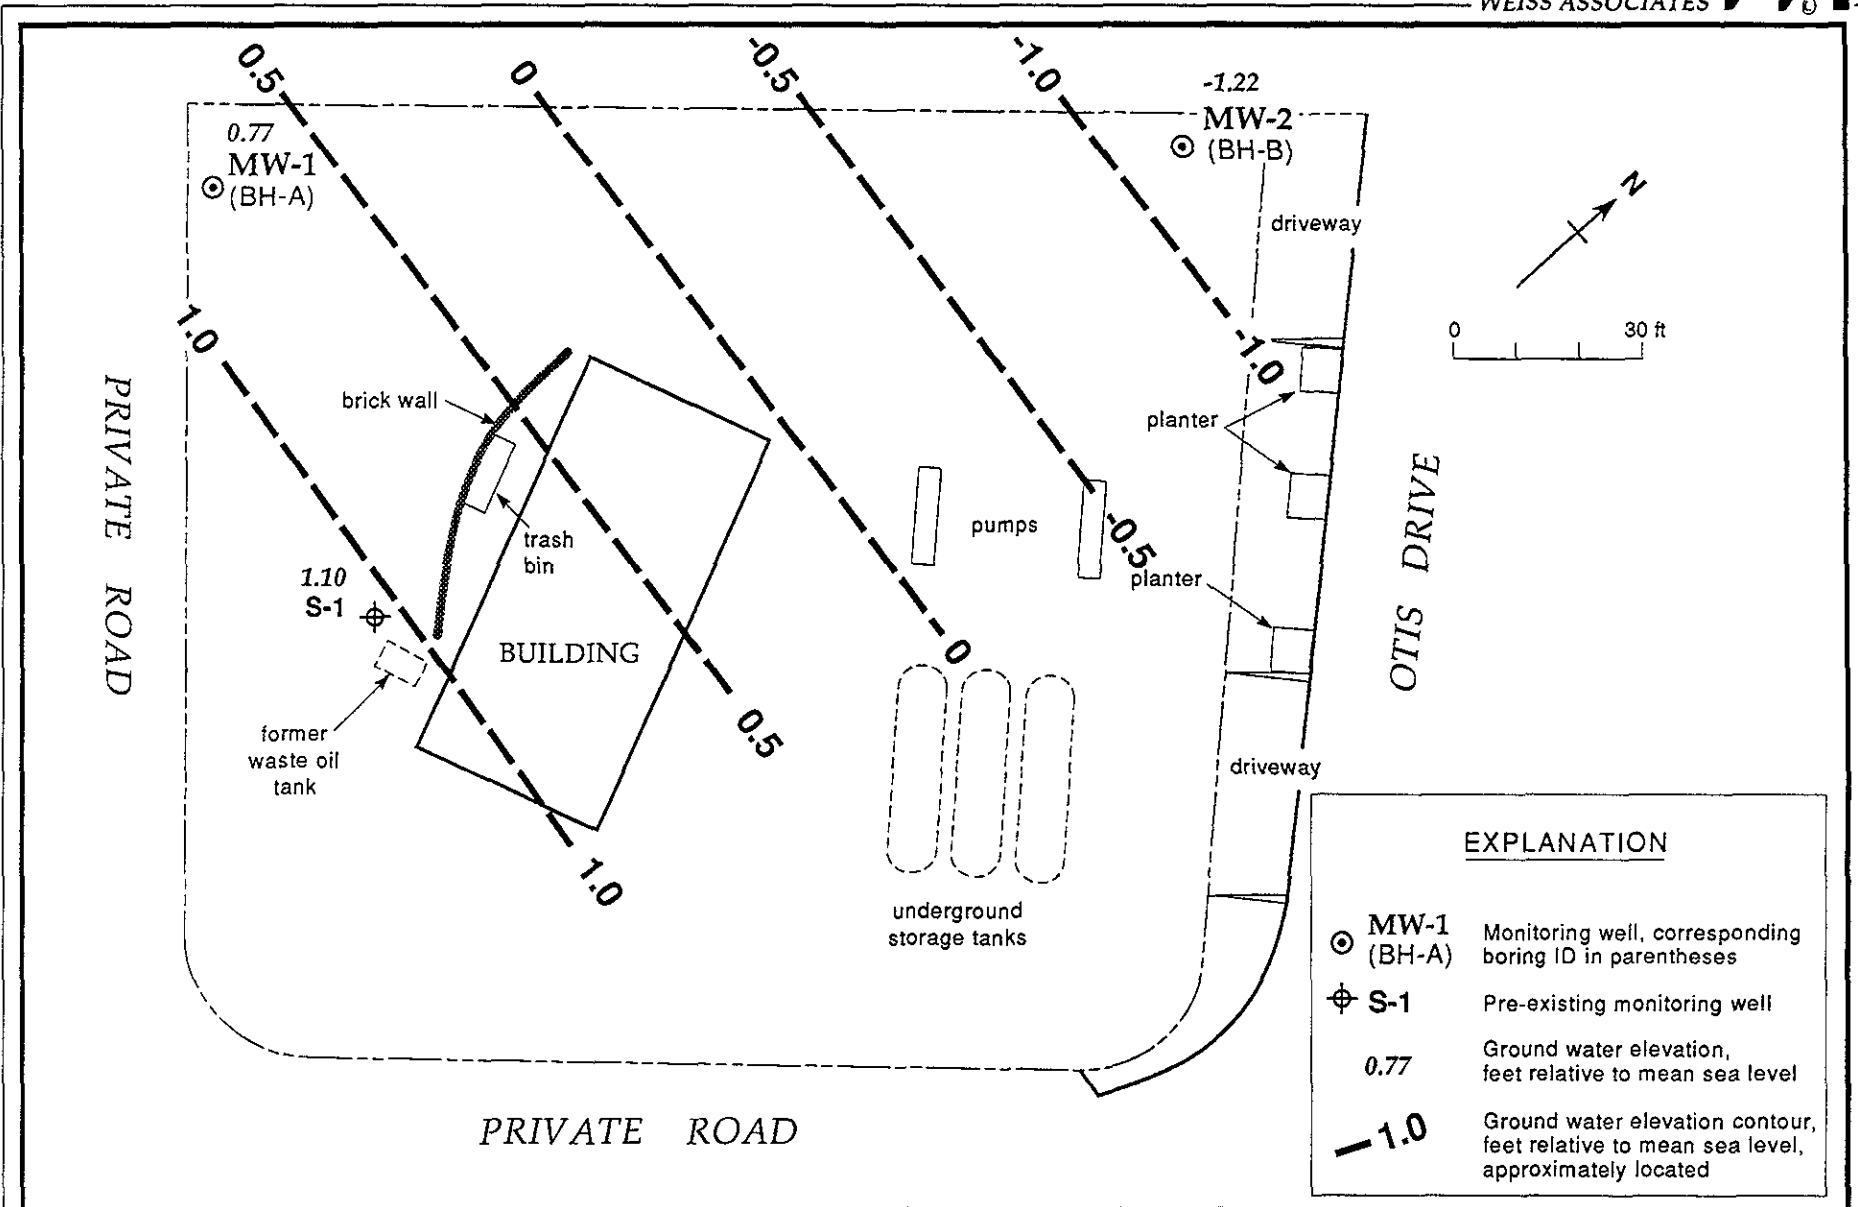 WEISS ASSOCIATES
0.5
0
-0.5
-1.0
-1.22
MW-2
(BH-B)
0.77
MW-1
(BH-A)
driveway
N
0
30 ft
1.0
-1.0
brick wall
planter
PRIVATE ROAD
trash
bin
pumps
-0.5
planter
OTIS DRIVE
1.10
S-1
BUILDING
0
former
waste oil
tank
0.5
driveway
1.0
underground
storage tanks
PRIVATE ROAD
EXPLANATION
MW-1
(BH-A)
Monitoring well, corresponding
boring ID in parentheses
S-1
Pre-existing monitoring well
0.77
Ground water elevation,
feet relative to mean sea level
1.0
Ground water elevation contour,
feet relative to mean sea level,
approximately located